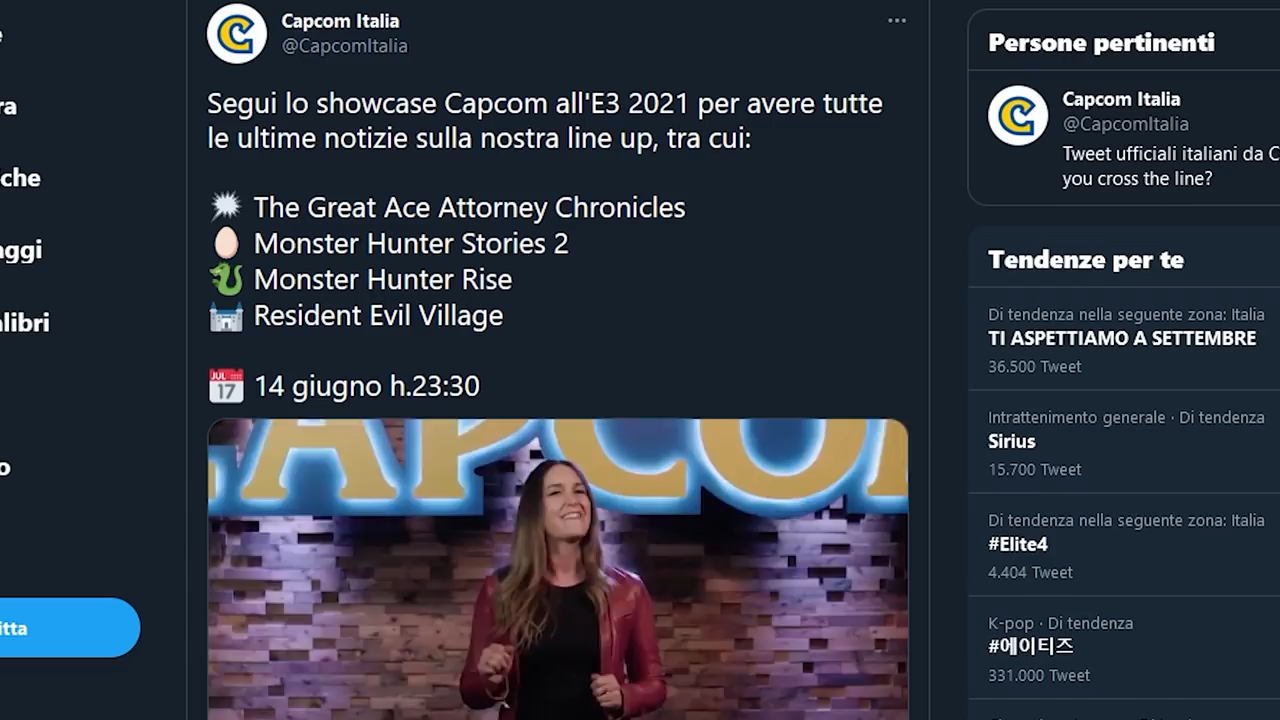 Capcom Italia
@CapcomItalia
Segui lo showcase Capcom all'E3 2021 per avere tutte
le ultime notizie sulla nostra line up, tra cui:
The Great Ace Attorney Chronicles
Monster Hunter Stories 2
Monster Hunter Rise
Resident Evil Village
JUL
17
14 giugno h.23:30
CAPCOM
Persone pertinenti
Capcom Italia
@CapcomItalia
Tweet ufficiali italiani da C
you cross the line?
Tendenze per te
Di tendenza nella seguente zona: Italia
TI ASPETTIAMO A SETTEMBRE
36.500 Tweet
Intrattenimento generale · Di tendenza
Sirius
15.700 Tweet
Di tendenza nella seguente zona: Italia
#Elite4
4.404 Tweet
K-pop · Di tendenza
#에이티즈
331.000 Tweet
e
ra
che
aggi
alibri
o
itta